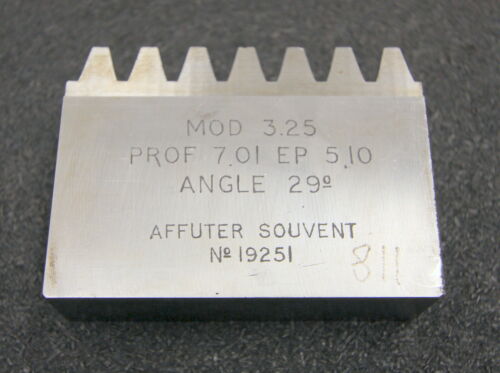 MOD 3.25
PROF 7.01 EP 5.10
ANGLE 29º
AFFUTER SOUVENT
Nº 19251
811